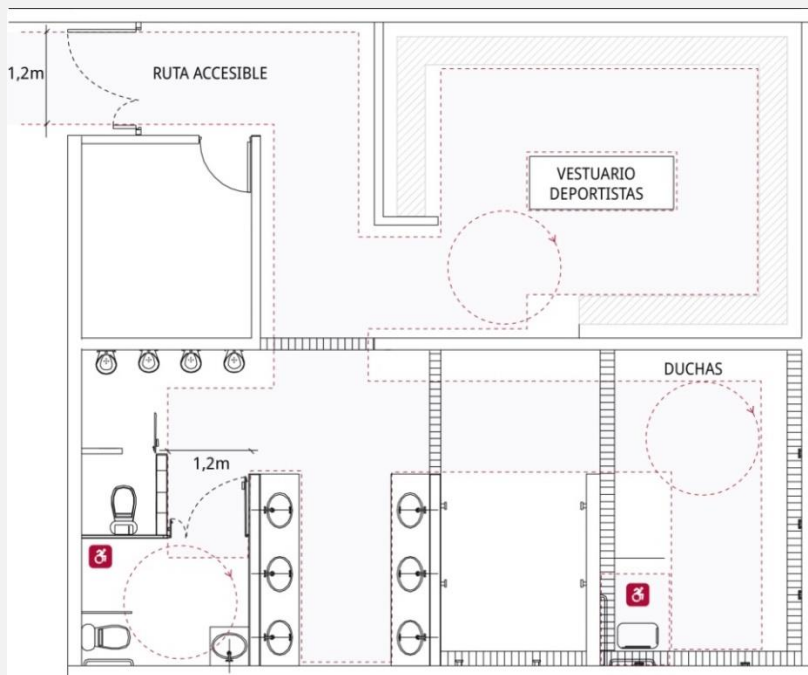 1,2m
RUTA ACCESIBLE
VESTUARIO
DEPORTISTAS
DUCHAS
1,2m